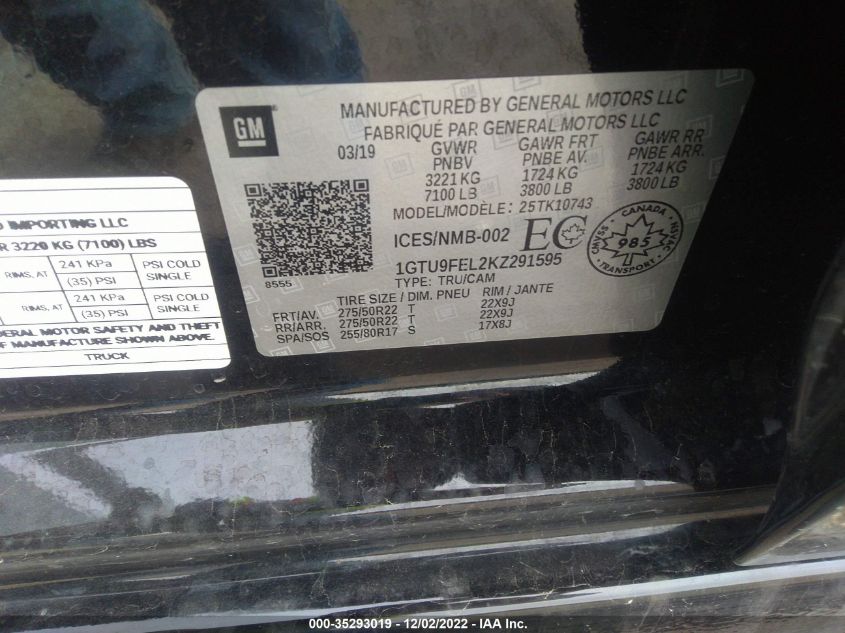 GM
MANUFACTURED BY GENERAL MOTORS LLC
FABRIQUÉ PAR GENERAL MOTORS LLC
03/19 GVWR GAWR FRT GAWR RR
PNBV PNBE AV. PNBE ARR.
3221 KG 1724 KG 1724 KG
7100 LB 3800 LB 3800 LB
MODEL/MODÈLE: 25TK10743
ICES/NMB-002 EC
CANADA
CMVSS 985 NSVAC
1GTU9FEL2KZ291595
8555
TYPE: TRU/CAM
TIRE SIZE / DIM. PNEU RIM / JANTE
FRT/AV. 275/50R22 T 22X9J
RR/ARR. 275/50R22 T 22X9J
SPA/SOS 255/80R17 S 17X8J
IMPORTING LLC
R 3220 KG (7100) LBS
RIMS, AT 241 KPa PSI COLD
(35) PSI SINGLE
RIMS, AT 241 KPa PSI COLD
(35) PSI SINGLE
MOTOR SAFETY AND THEFT
OF MANUFACTURE SHOWN ABOVE.
TRUCK
000-35293019 - 12/02/2022 - IAA Inc.